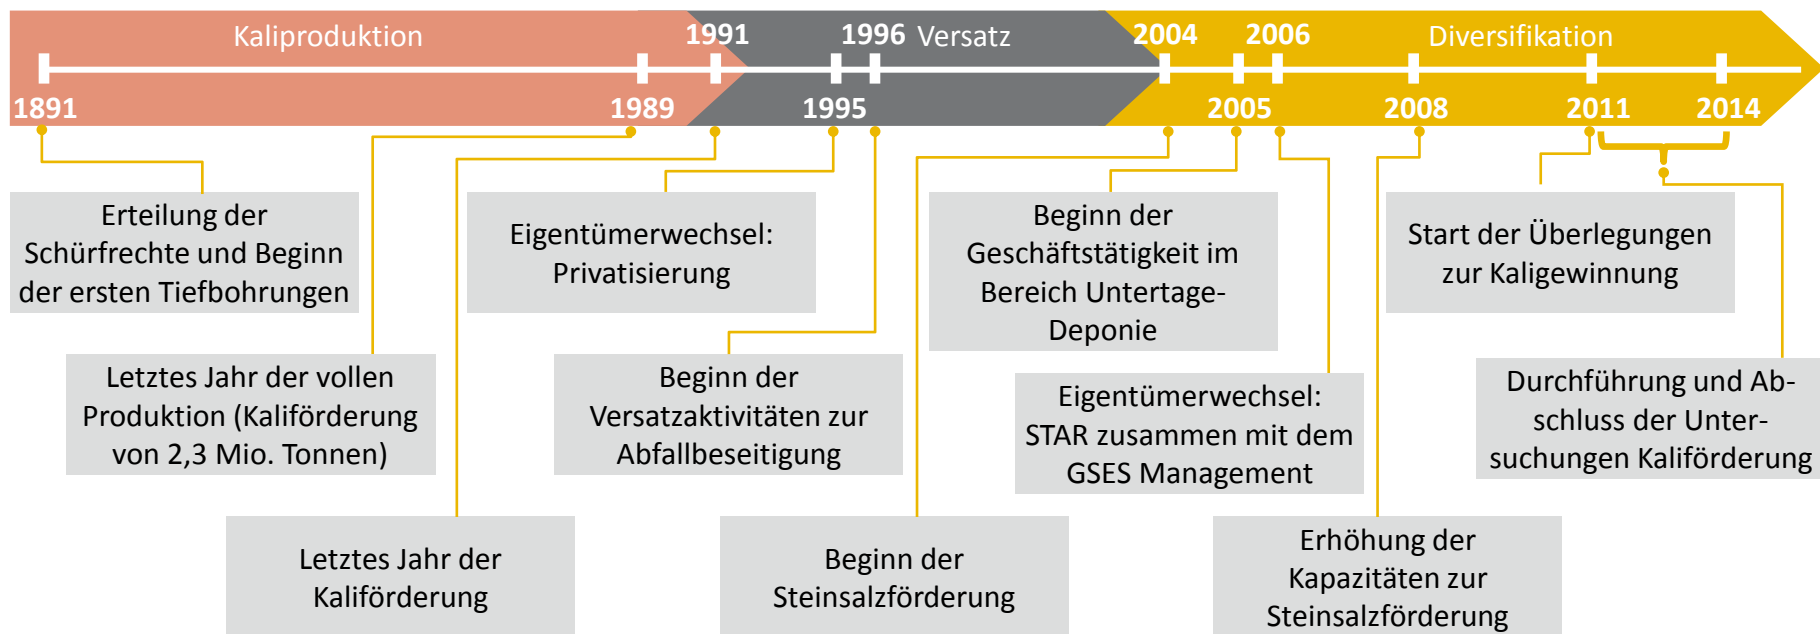 Kaliproduktion
1991
1996
Versatz
2004
2006
Diversifikation
1891
1989
1995
2005
2008
2011
2014
Erteilung der
Schürfrechte und Beginn
der ersten Tiefbohrungen
Eigentümerwechsel:
Privatisierung
Beginn der
Geschäftstätigkeit im
Bereich Untertage-
Deponie
Start der Überlegungen
zur Kaligewinnung
Letztes Jahr der vollen
Produktion (Kaliförderung
von 2,3 Mio. Tonnen)
Beginn der
Versatzaktivitäten zur
Abfallbeseitigung
Eigentümerwechsel:
STAR zusammen mit dem
GSES Management
Durchführung und Ab-
schluss der Unter-
suchungen Kaliförderung
Letztes Jahr der
Kaliförderung
Beginn der
Steinsalzförderung
Erhöhung der
Kapazitäten zur
Steinsalzförderung